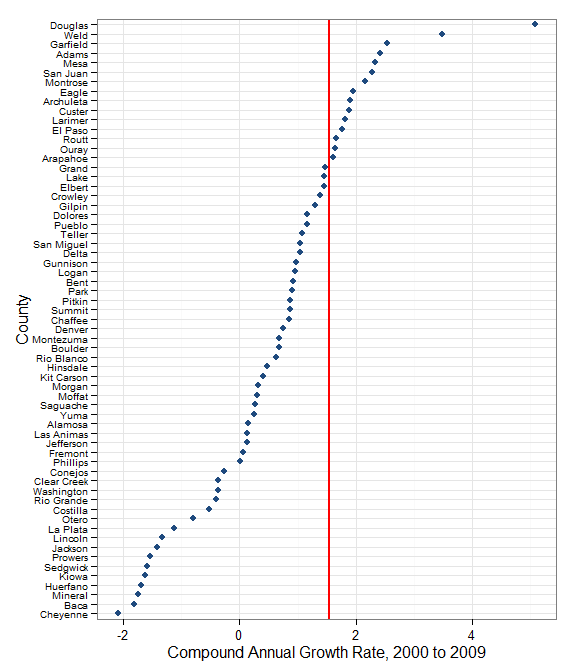 Douglas
Weld
Garfield
Adams
Mesa
San Juan
Montrose
Eagle
Archuleta
Custer
Larimer
El Paso
Routt
Ouray
Arapahoe
Grand
Lake
Elbert
Crowley
Gilpin
Dolores
Pueblo
Teller
San Miguel
Delta
Gunnison
Logan
Bent
Park
Pitkin
Summit
Chaffee
Denver
Montezuma
Boulder
Rio Blanco
Hinsdale
Kit Carson
Morgan
Moffat
Saguache
Yuma
Alamosa
Las Animas
Jefferson
Fremont
Phillips
Conejos
Clear Creek
Washington
Rio Grande
Costilla
Otero
La Plata
Lincoln
Jackson
Prowers
Sedgwick
Kiowa
Huerfano
Mineral
Baca
Cheyenne
County
-2 0 2 4
Compound Annual Growth Rate, 2000 to 2009